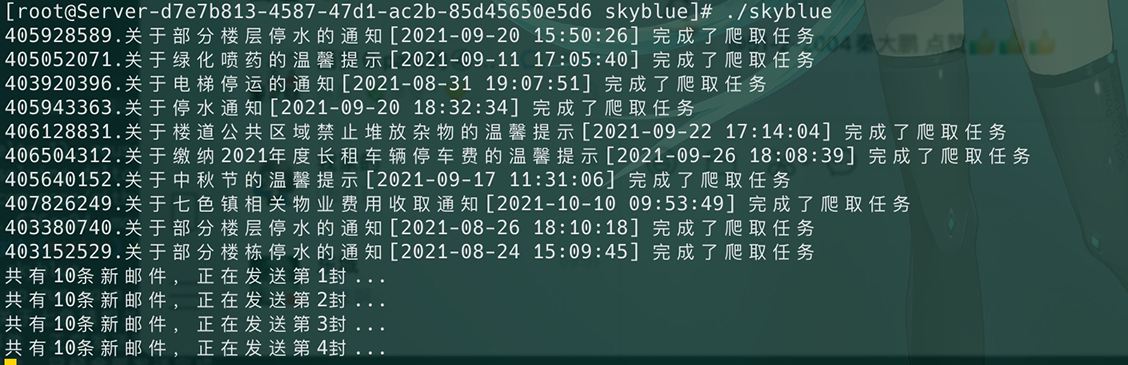 [root@Server-d7e7b813-4587-47d1-ac2b-85d45650e5d6 skyblue]# ./skyblue
405928589.关于部分楼层停水的通知[2021-09-20 15:50:26] 完成了爬取任务
405052071.关于绿化喷药的温馨提示[2021-09-11 17:05:40] 完成了爬取任务
403920396.关于电梯停运的通知[2021-08-31 19:07:51] 完成了爬取任务
405943363.关于停水通知[2021-09-20 18:32:34] 完成了爬取任务
406128831.关于楼道公共区域禁止堆放杂物的温馨提示[2021-09-22 17:14:04] 完成了爬取任务
406504312.关于缴纳2021年度长租车辆停车费的温馨提示[2021-09-26 18:08:39] 完成了爬取任务
405640152.关于中秋节的温馨提示[2021-09-17 11:31:06] 完成了爬取任务
407826249.关于七色镇相关物业费用收取通知[2021-10-10 09:53:49] 完成了爬取任务
403380740.关于部分楼层停水的通知[2021-08-26 18:10:18] 完成了爬取任务
403152529.关于部分楼栋停水的通知[2021-08-24 15:09:45] 完成了爬取任务
共有10条新邮件, 正在发送第1封...
共有10条新邮件, 正在发送第2封...
共有10条新邮件, 正在发送第3封...
共有10条新邮件, 正在发送第4封...